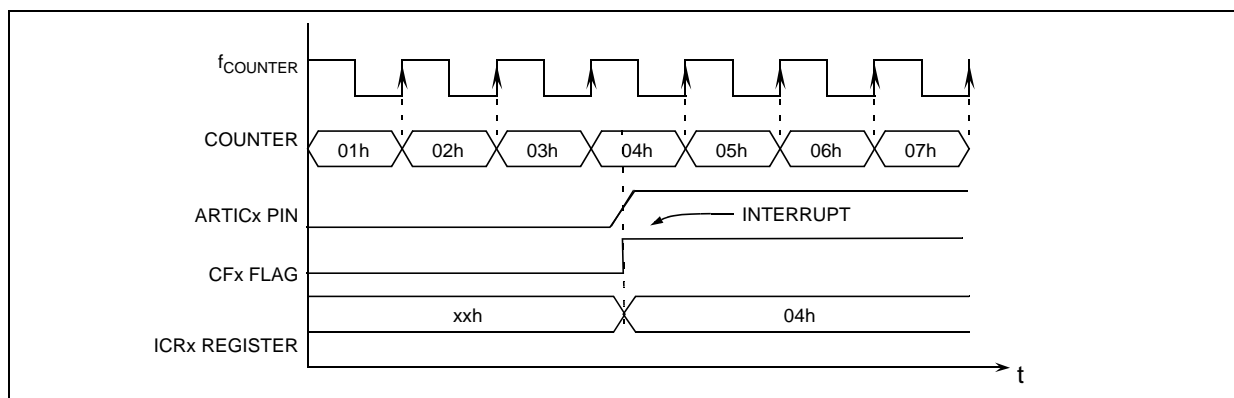 fCOUNTER
COUNTER
01h 02h 03h 04h 05h 06h 07h
ARTICx PIN
INTERRUPT
CFx FLAG
xxh 04h
ICRx REGISTER
t